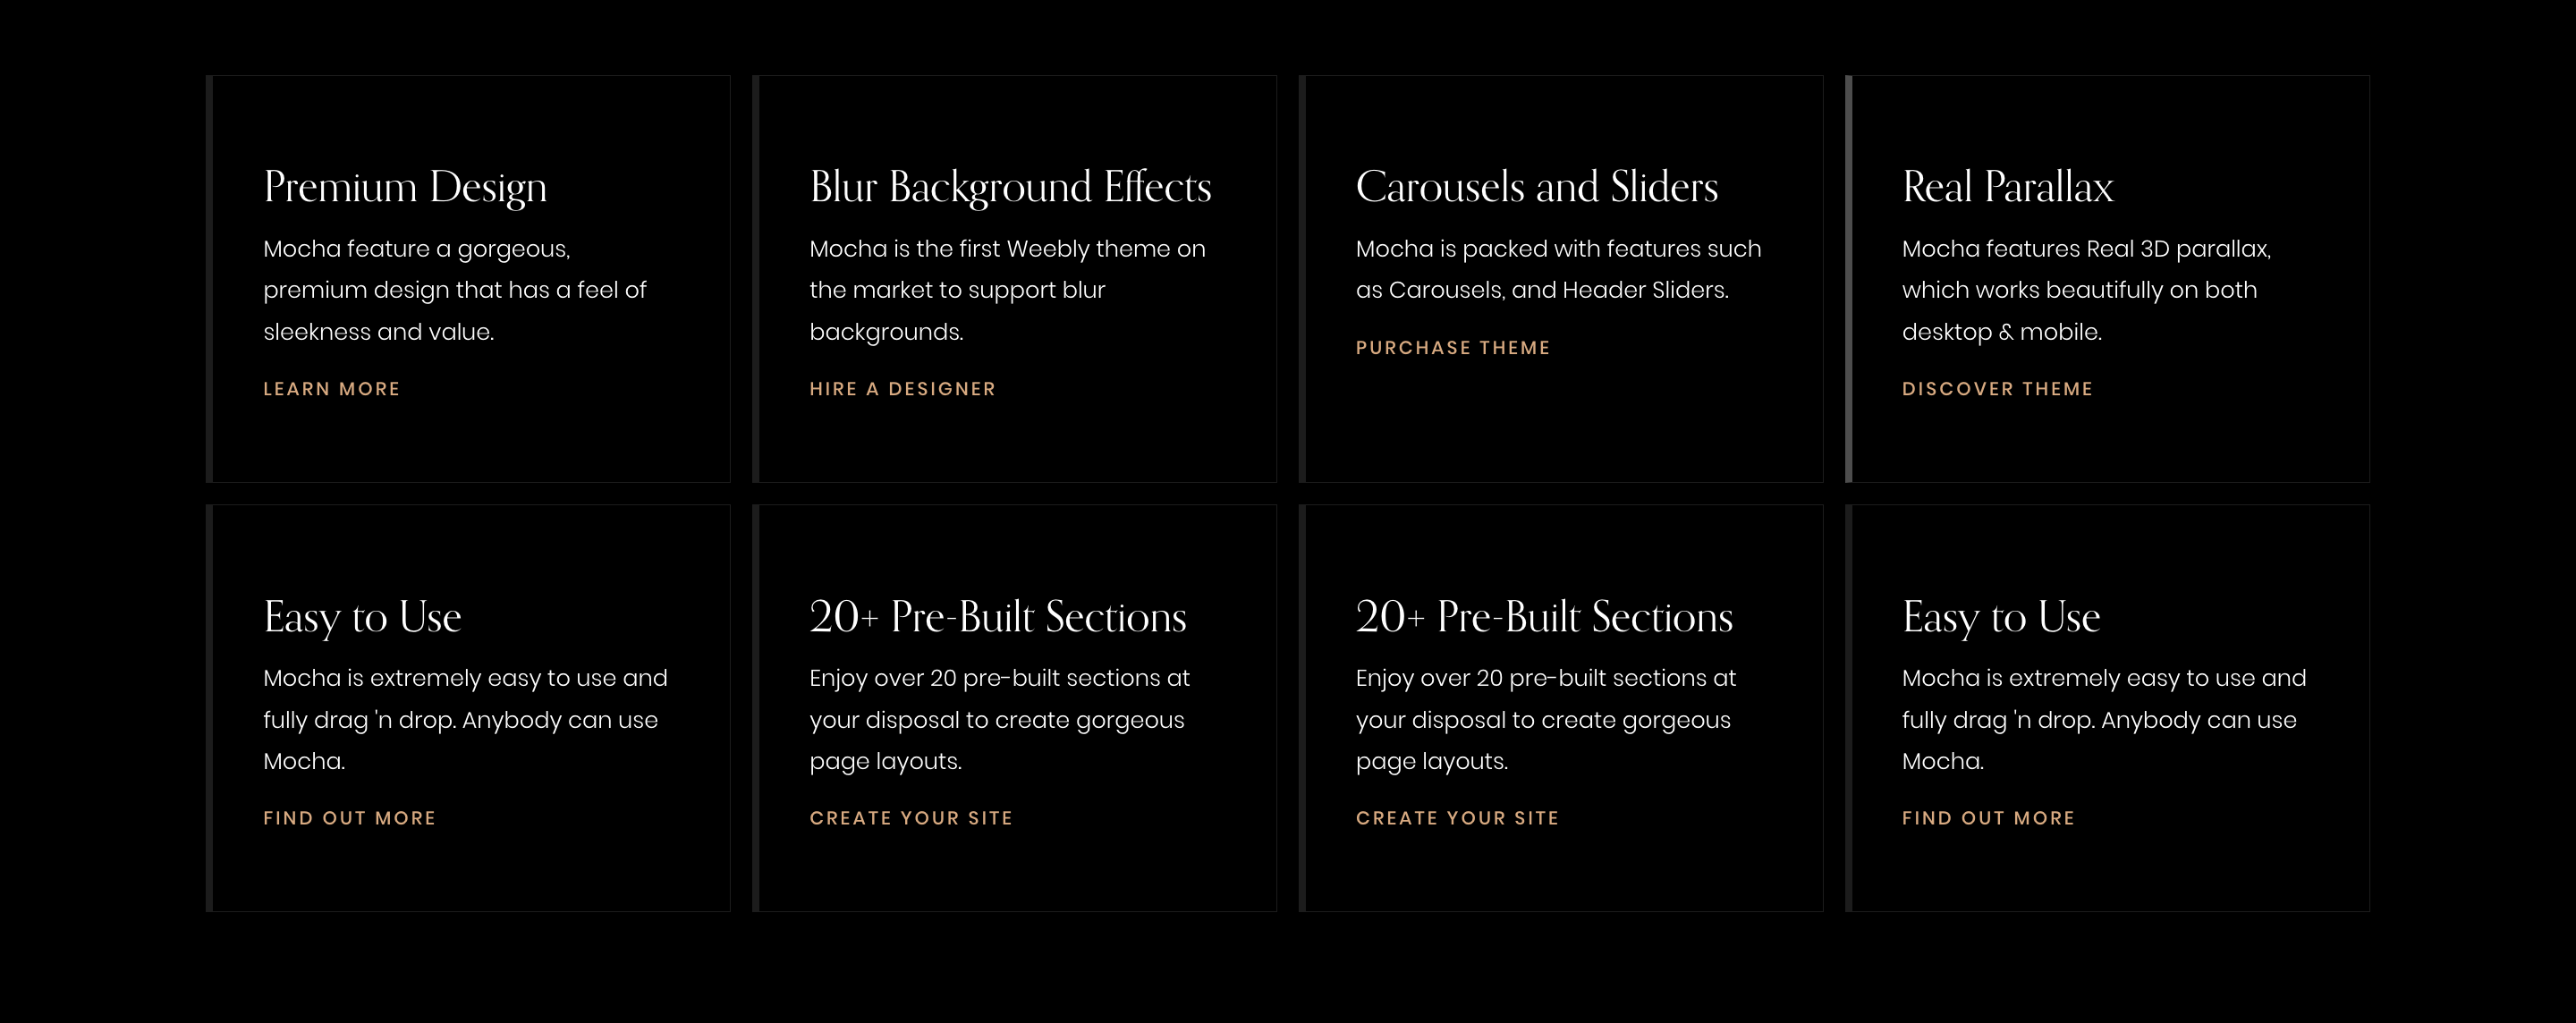 Premium Design
Mocha feature a gorgeous,
premium design that has a feel of
sleekness and value.
LEARN MORE
Blur Background Effects
Mocha is the first Weebly theme on
the market to support blur
backgrounds.
HIRE A DESIGNER
Carousels and Sliders
Mocha is packed with features such
as Carousels, and Header Sliders.
PURCHASE THEME
Real Parallax
Mocha features Real 3D parallax,
which works beautifully on both
desktop & mobile.
DISCOVER THEME
Easy to Use
Mocha is extremely easy to use and
fully drag 'n drop. Anybody can use
Mocha.
FIND OUT MORE
20+ Pre-Built Sections
Enjoy over 20 pre-built sections at
your disposal to create gorgeous
page layouts.
CREATE YOUR SITE
20+ Pre-Built Sections
Enjoy over 20 pre-built sections at
your disposal to create gorgeous
page layouts.
CREATE YOUR SITE
Easy to Use
Mocha is extremely easy to use and
fully drag 'n drop. Anybody can use
Mocha.
FIND OUT MORE